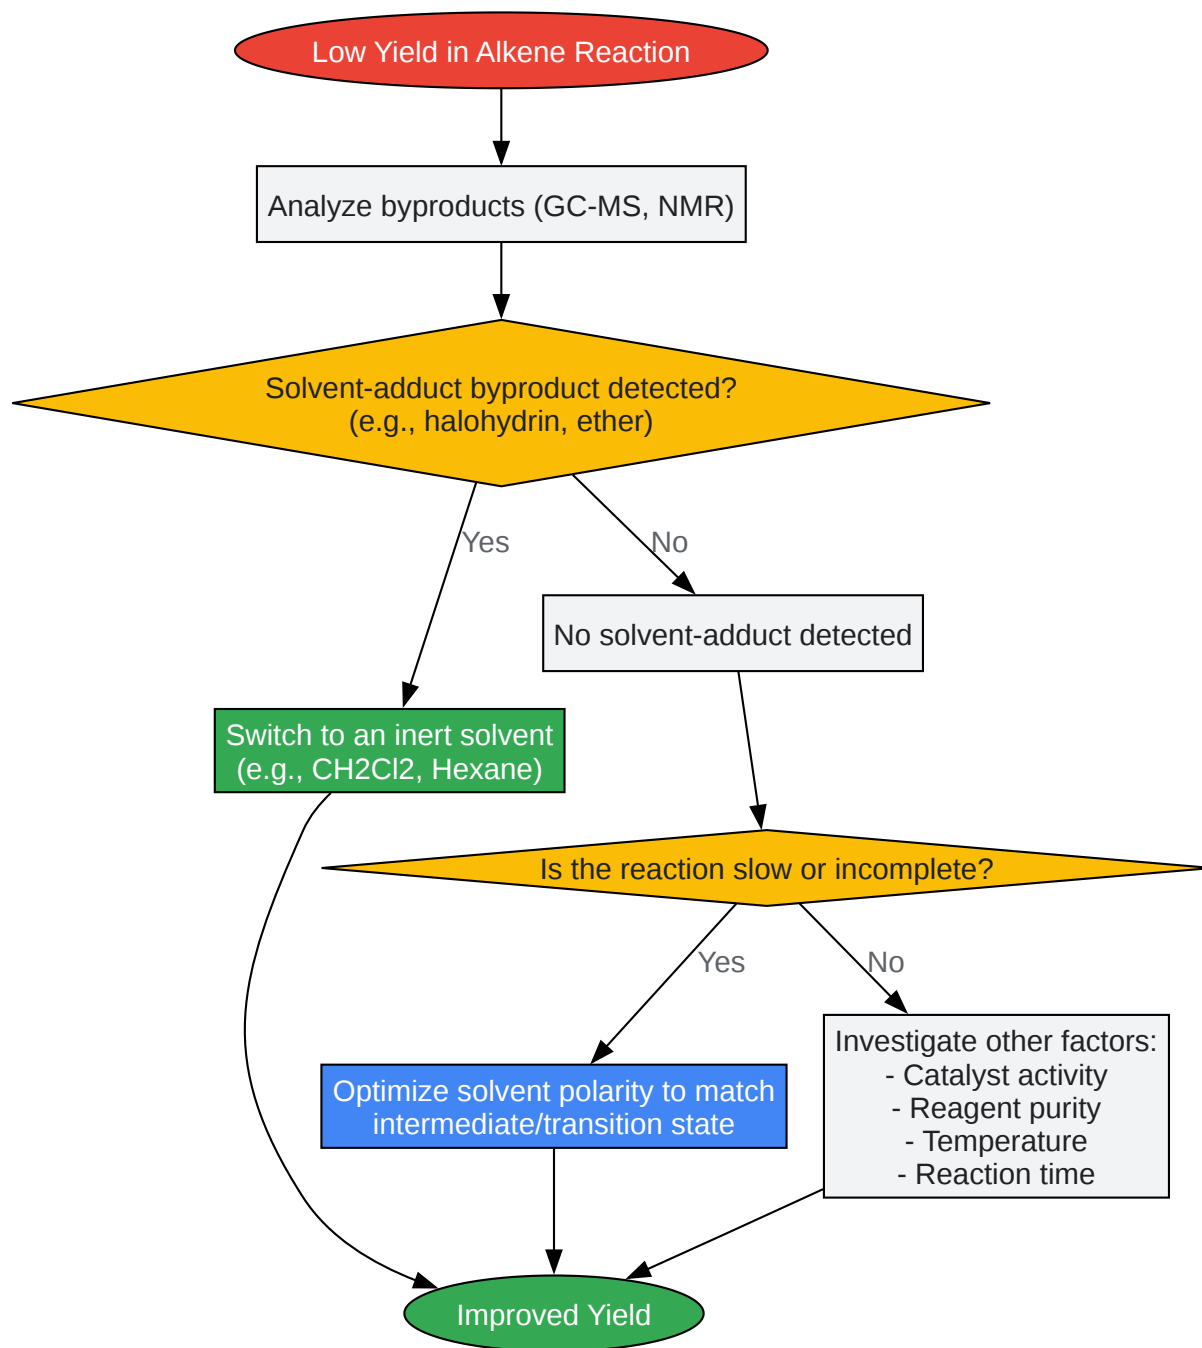 Low Yield in Alkene Reaction
Analyze byproducts (GC-MS, NMR)
Solvent-adduct byproduct detected?
(e.g., halohydrin, ether)
Yes
No
No solvent-adduct detected
Switch to an inert solvent
(e.g., CH2Cl2, Hexane)
Is the reaction slow or incomplete?
Yes
No
Optimize solvent polarity to match
intermediate/transition state
Investigate other factors:
- Catalyst activity
- Reagent purity
- Temperature
- Reaction time
Improved Yield